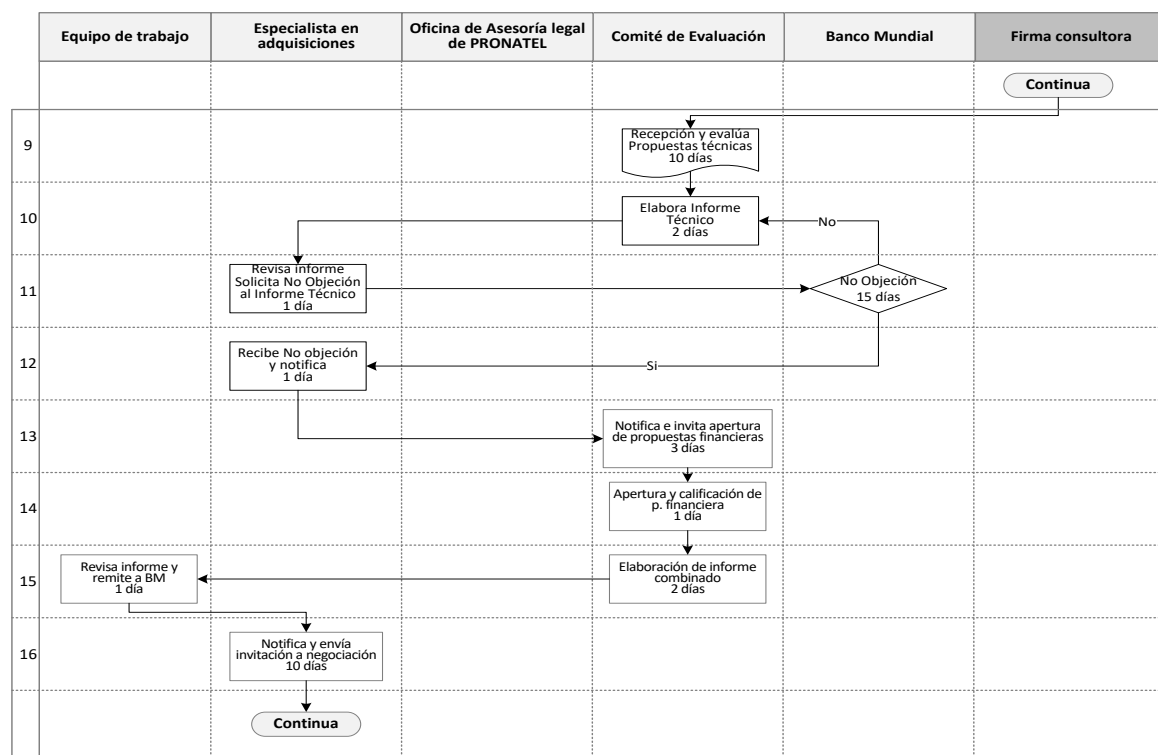 Equipo de trabajo
Especialista en
adquisiciones
Oficina de Asesoría legal
de PRONATEL
Comité de Evaluación
Banco Mundial
Firma consultora
Continua
9
Recepción y evalúa
Propuestas técnicas
10 días
10
Elabora Informe
Técnico
2 días
No
11
Revisa informe
Solicita No Objeción
al Informe Técnico
1 día
No Objeción
15 días
12
Recibe No objeción
y notifica
1 día
Si
13
Notifica e invita apertura
de propuestas financieras
3 días
14
Apertura y calificación de
p. financiera
1 día
15
Revisa informe y
remite a BM
1 día
Elaboración de informe
combinado
2 días
16
Notifica y envía
invitación a negociación
10 días
Continua